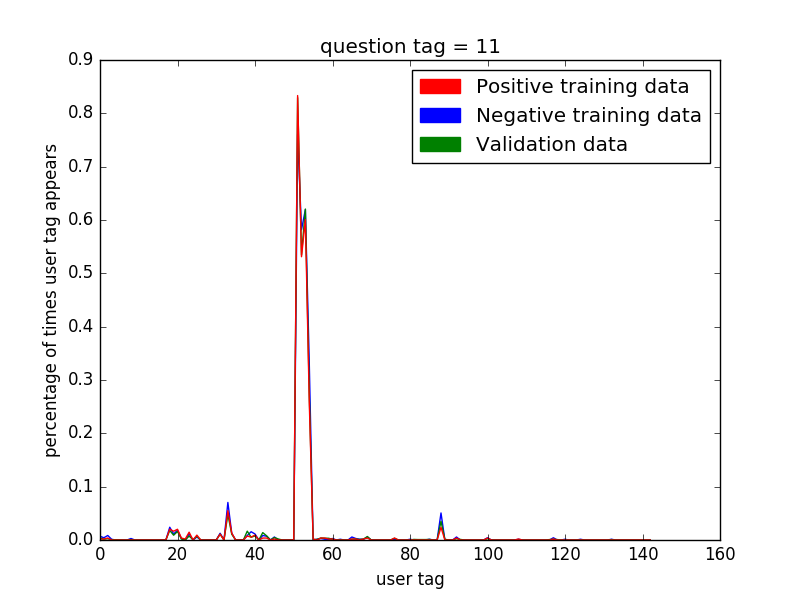 question tag = 11
Positive training data
Negative training data
Validation data
percentage of times user tag appears
0.9
0.8
0.7
0.6
0.5
0.4
0.3
0.2
0.1
0.0
0 20 40 60 80 100 120 140 160
user tag